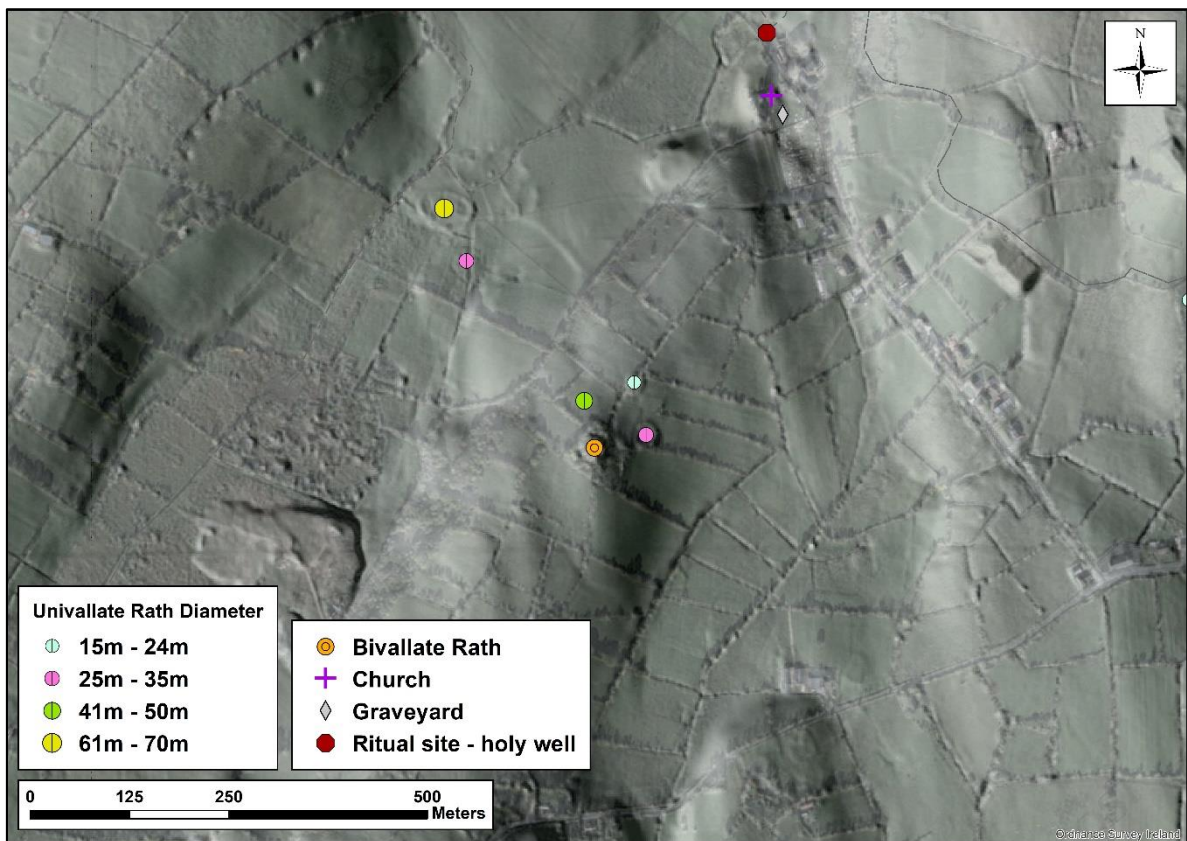 N
Univallate Rath Diameter
15m - 24m
25m - 35m
41m - 50m
61m - 70m
Bivallate Rath
Church
Graveyard
Ritual site - holy well
0 125 250 500
Meters
Ordnance Survey Ireland